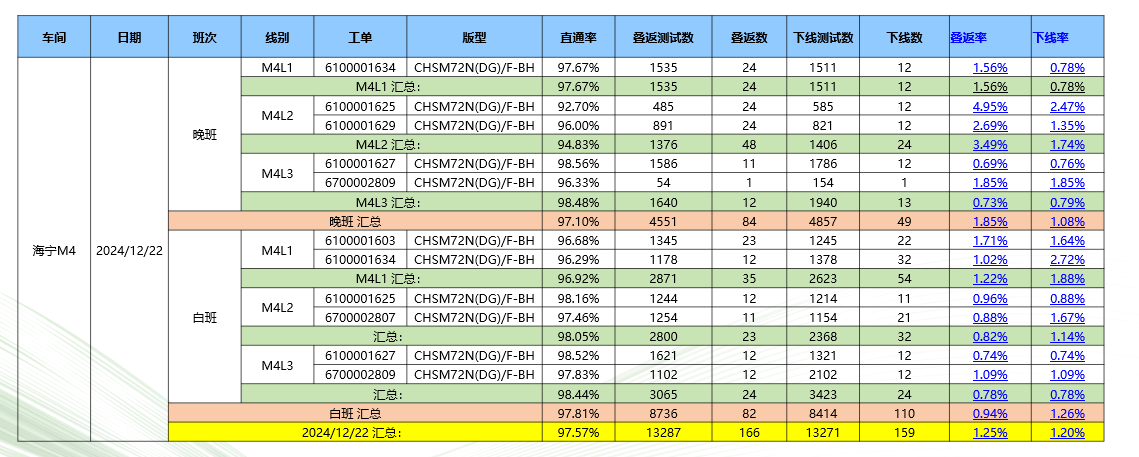 车间 日期 班次 线别 工单 版型 直通率 叠返测试数 叠返数 下线测试数 下线数 叠返率 下线率
海宁M4 2024/12/22 晚班 M4L1 6100001634 CHSM72N(DG)/F-BH 97.67% 1535 24 1511 12 1.56% 0.78%
M4L1 汇总: 97.67% 1535 24 1511 12 1.56% 0.78%
M4L2 6100001625 CHSM72N(DG)/F-BH 92.70% 485 24 585 12 4.95% 2.47%
6100001629 CHSM72N(DG)/F-BH 96.00% 891 24 821 12 2.69% 1.35%
M4L2 汇总: 94.83% 1376 48 1406 24 3.49% 1.74%
M4L3 6100001627 CHSM72N(DG)/F-BH 98.56% 1586 11 1786 12 0.69% 0.76%
6700002809 CHSM72N(DG)/F-BH 96.33% 54 1 154 1 1.85% 1.85%
M4L3 汇总: 98.48% 1640 12 1940 13 0.73% 0.79%
晚班 汇总 97.10% 4551 84 4857 49 1.85% 1.08%
白班 M4L1 6100001603 CHSM72N(DG)/F-BH 96.68% 1345 23 1245 22 1.71% 1.64%
6100001634 CHSM72N(DG)/F-BH 96.29% 1178 12 1378 32 1.02% 2.72%
M4L1 汇总: 96.92% 2871 35 2623 54 1.22% 1.88%
M4L2 6100001625 CHSM72N(DG)/F-BH 98.16% 1244 12 1214 11 0.96% 0.88%
6700002807 CHSM72N(DG)/F-BH 97.46% 1254 11 1154 21 0.88% 1.67%
汇总: 98.05% 2800 23 2368 32 0.82% 1.14%
M4L3 6100001627 CHSM72N(DG)/F-BH 98.52% 1621 12 1321 12 0.74% 0.74%
6700002809 CHSM72N(DG)/F-BH 97.83% 1102 12 2102 12 1.09% 1.09%
汇总: 98.44% 3065 24 3423 24 0.78% 0.78%
白班 汇总 97.81% 8736 82 8414 110 0.94% 1.26%
2024/12/22 汇总: 97.57% 13287 166 13271 159 1.25% 1.20%